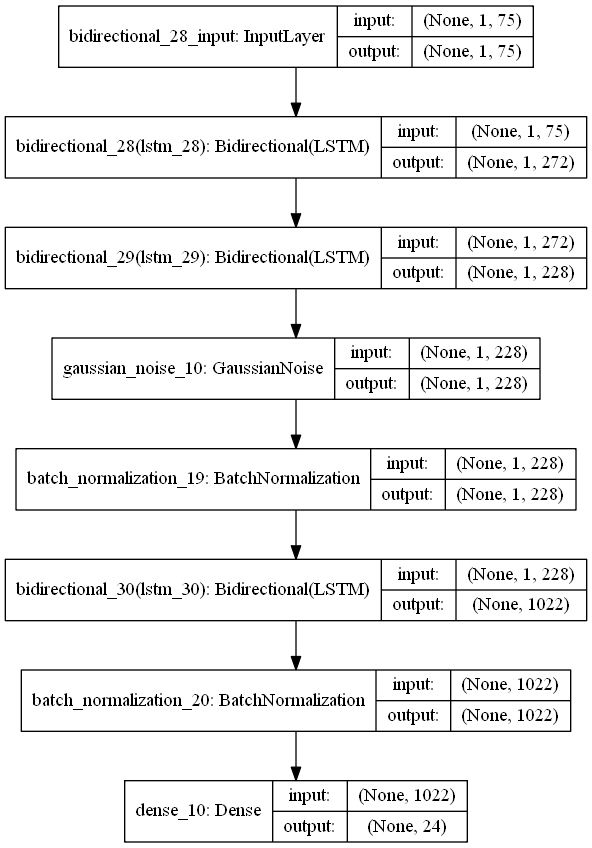 bidirectional_28_input: InputLayer input: (None, 1, 75)
output: (None, 1, 75)
bidirectional_28(lstm_28): Bidirectional(LSTM) input: (None, 1, 75)
output: (None, 1, 272)
bidirectional_29(lstm_29): Bidirectional(LSTM) input: (None, 1, 272)
output: (None, 1, 228)
gaussian_noise_10: GaussianNoise input: (None, 1, 228)
output: (None, 1, 228)
batch_normalization_19: BatchNormalization input: (None, 1, 228)
output: (None, 1, 228)
bidirectional_30(lstm_30): Bidirectional(LSTM) input: (None, 1, 228)
output: (None, 1022)
batch_normalization_20: BatchNormalization input: (None, 1022)
output: (None, 1022)
dense_10: Dense input: (None, 1022)
output: (None, 24)